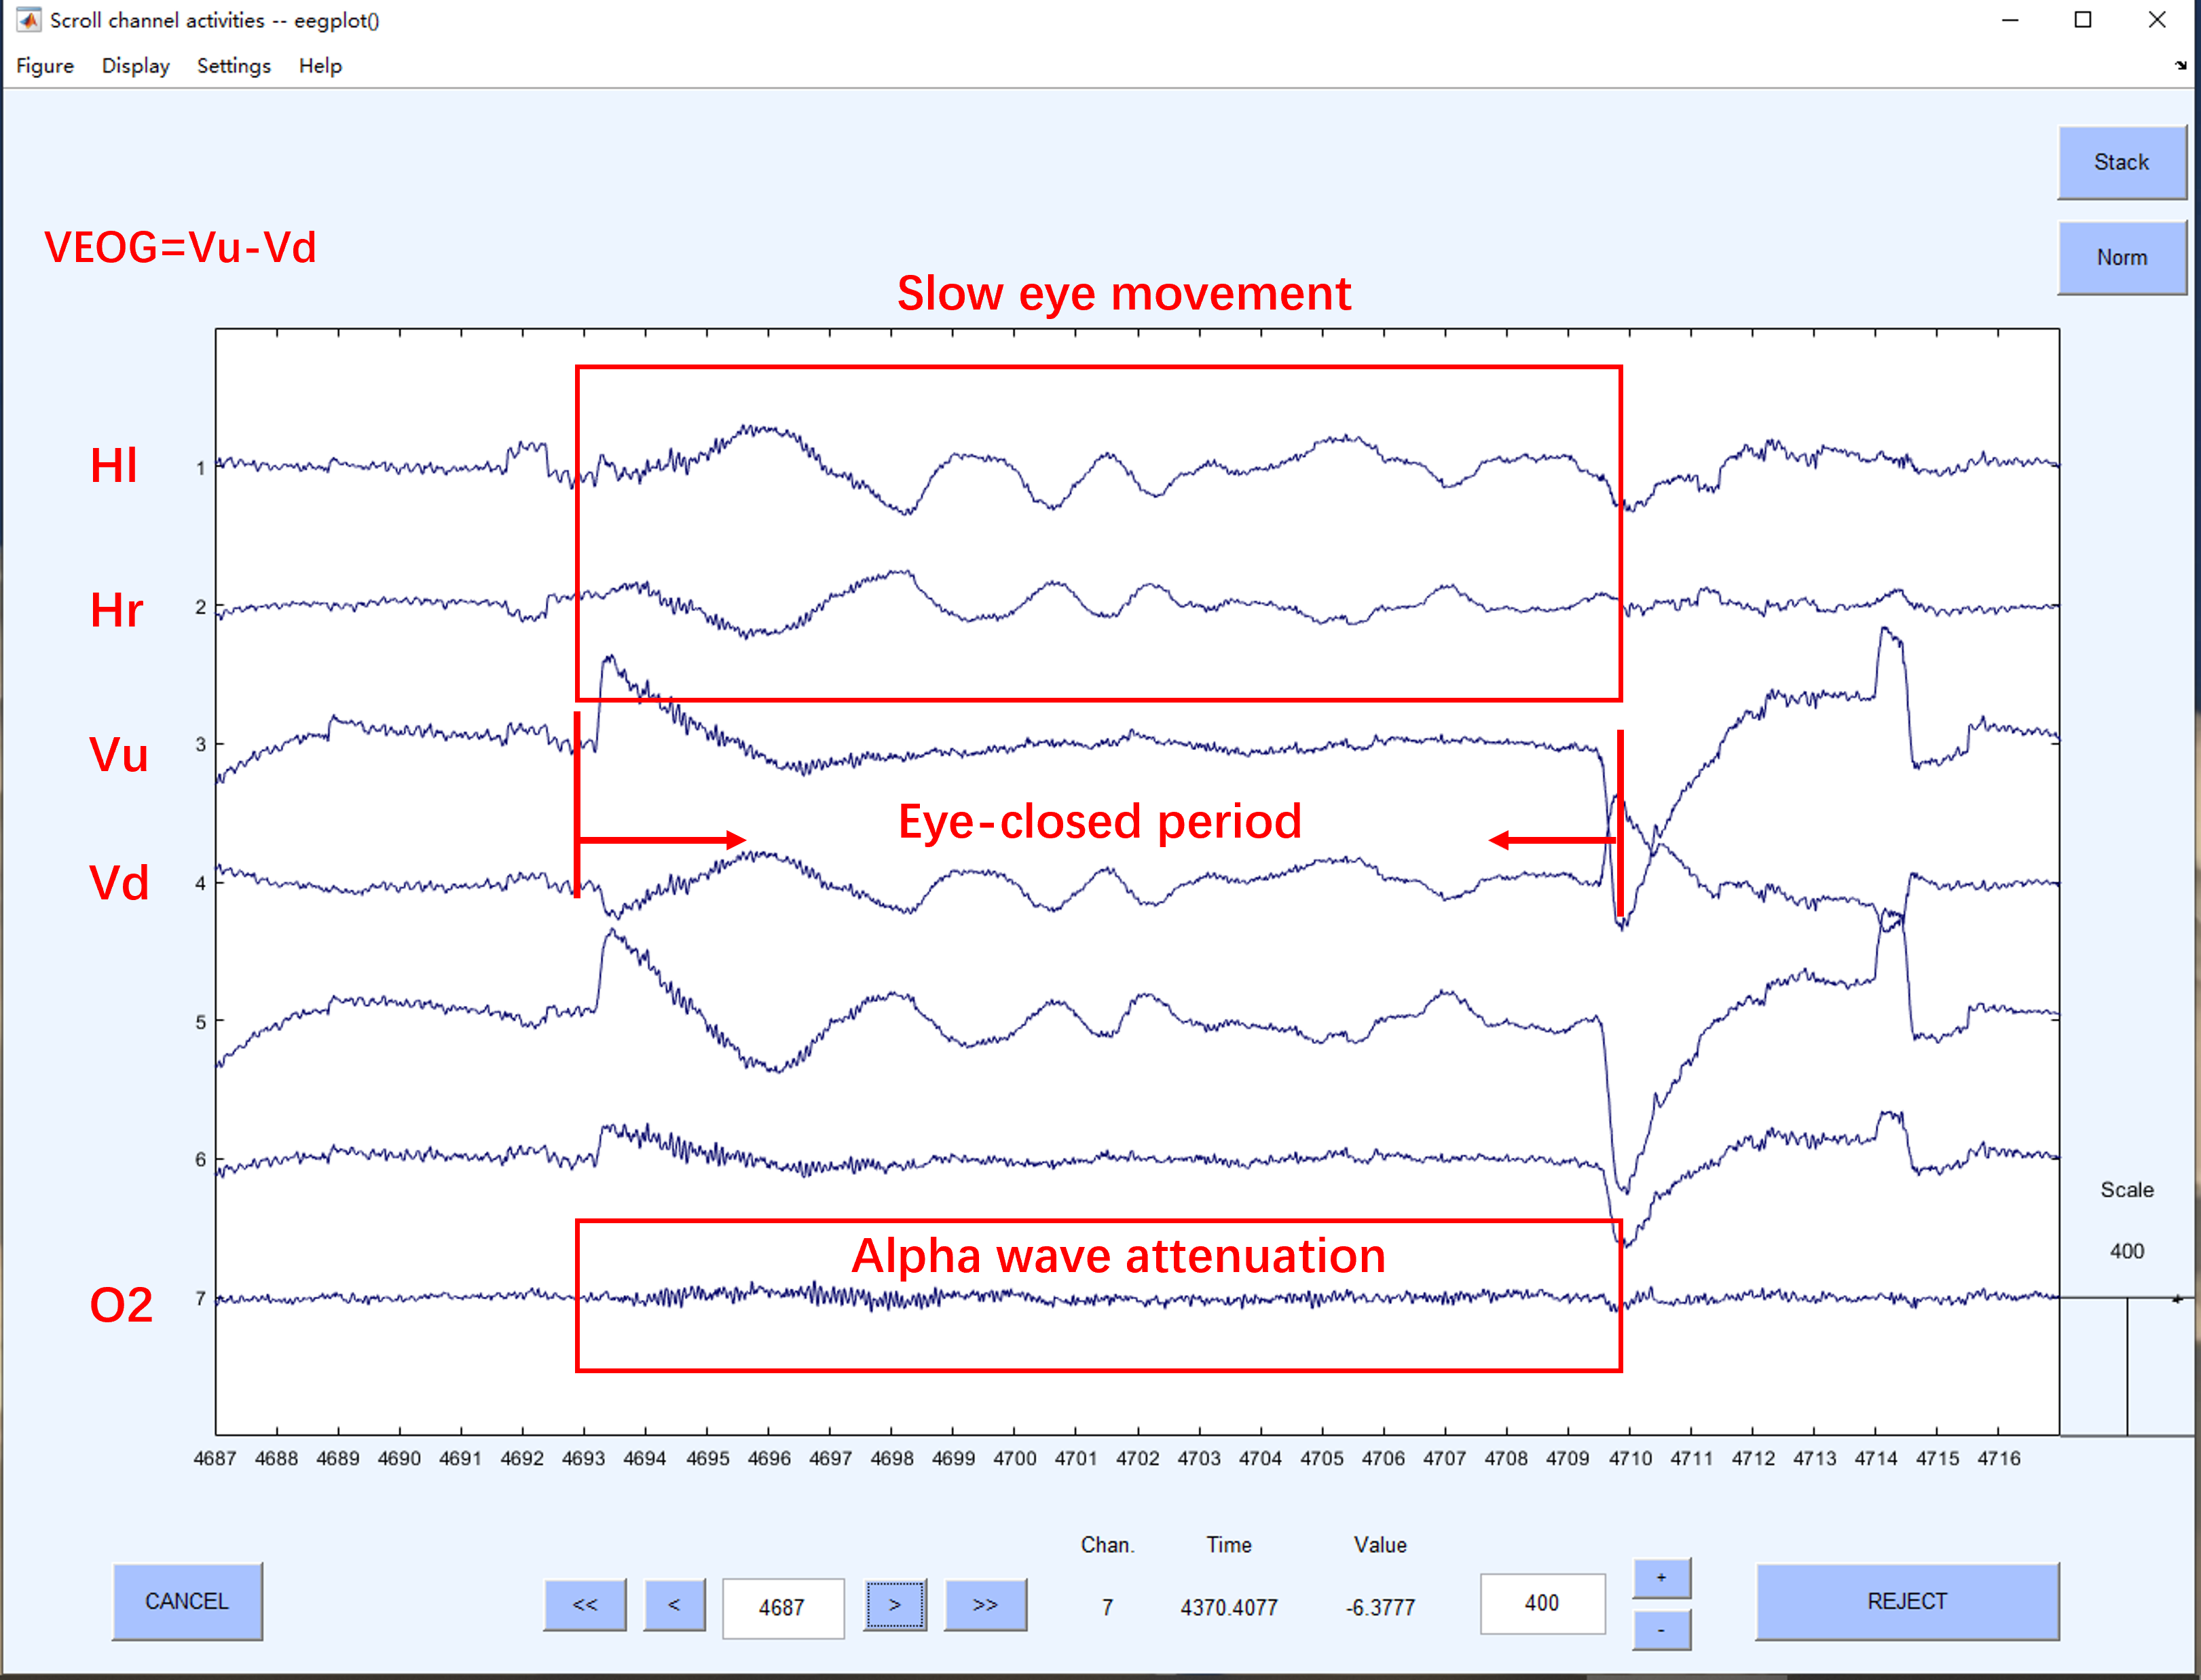 Scroll channel activities -- eegplot()
Figure Display Settings Help
Stack
Norm
VEOG=Vu-Vd
Slow eye movement
Hl 1
Hr 2
Vu 3
Eye-closed period
Vd 4
5
6
Scale
400
Alpha wave attenuation
O2 7
4687 4688 4689 4690 4691 4692 4693 4694 4695 4696 4697 4698 4699 4700 4701 4702 4703 4704 4705 4706 4707 4708 4709 4710 4711 4712 4713 4714 4715 4716
Chan. Time Value
CANCEL << < 4687 > >> 7 4370.4077 -6.3777 400 + - REJECT